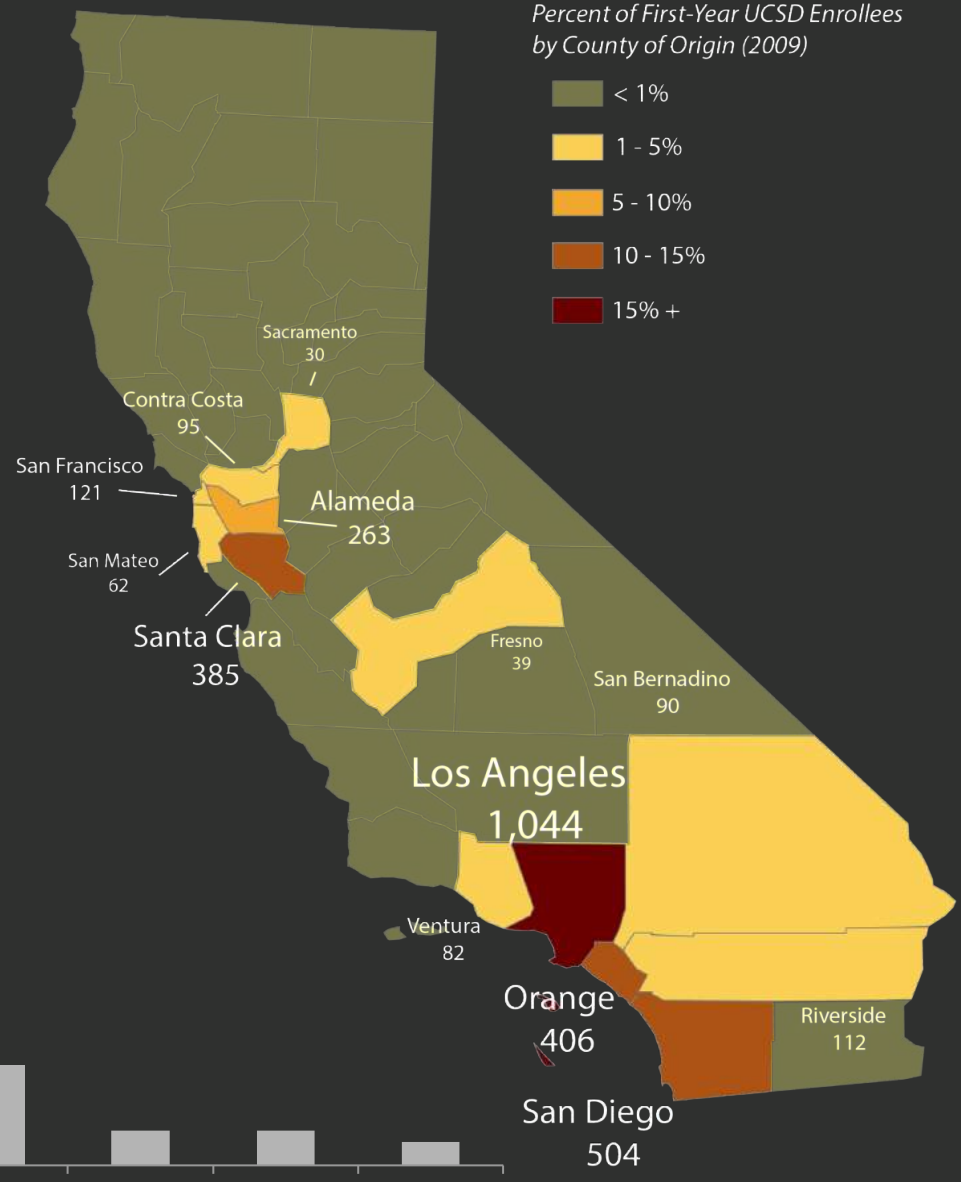 Percent of First-Year UCSD Enrollees
by County of Origin (2009)
< 1%
1 - 5%
5 - 10%
10 - 15%
15% +
Sacramento
30
Contra Costa
95
San Francisco
121
Alameda
263
San Mateo
62
Santa Clara
385
Fresno
39
San Bernadino
90
Los Angeles
1,044
Ventura
82
Orange
406
Riverside
112
San Diego
504